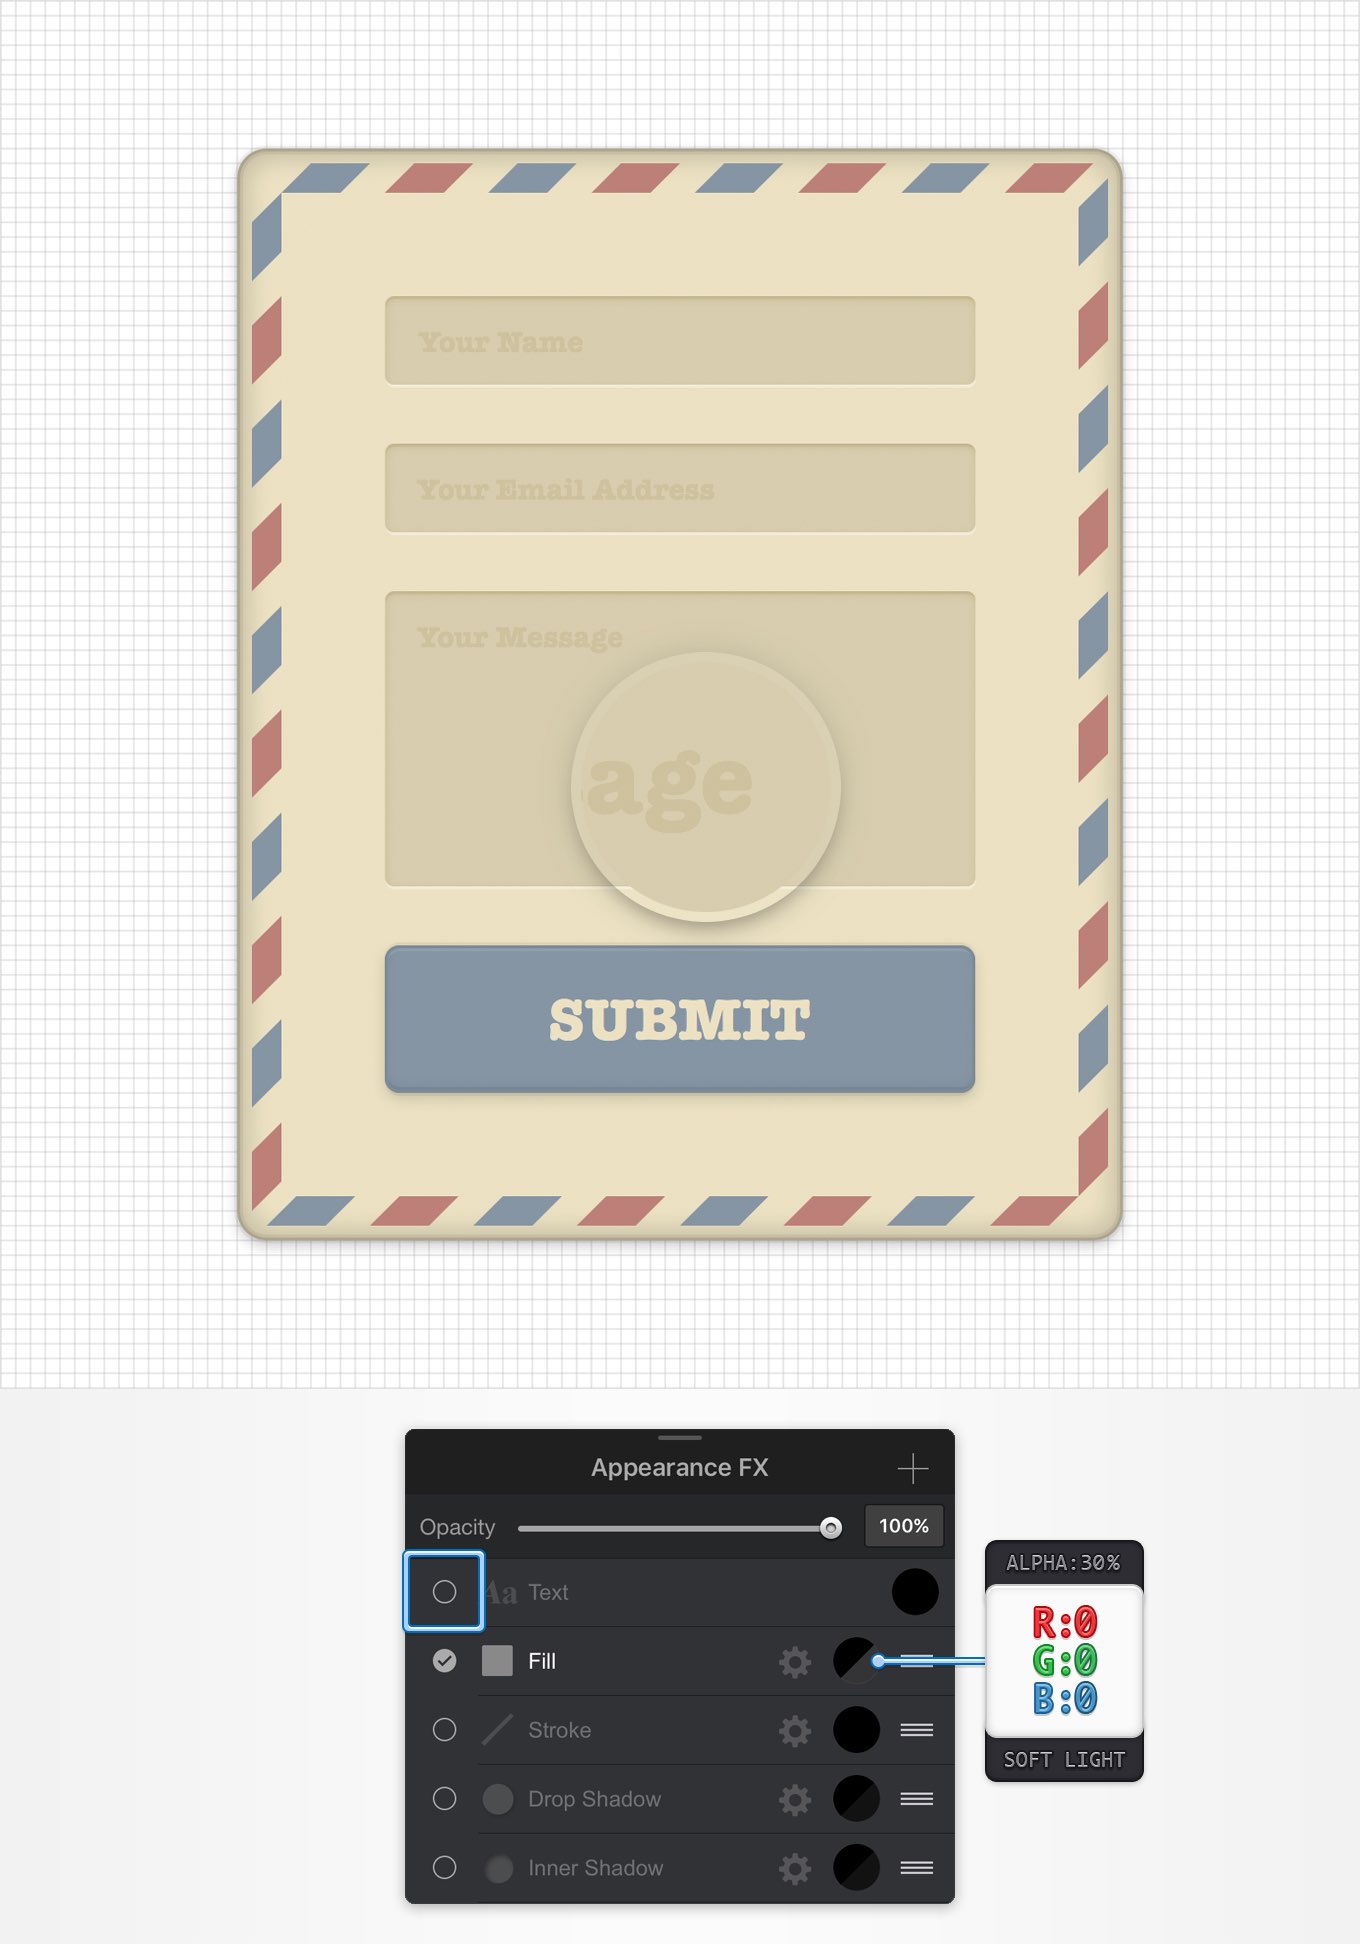 Your Name
Your Email Address
Your Message
age
SUBMIT
Appearance FX
Opacity 100%
Aa Text
Fill
Stroke
Drop Shadow
Inner Shadow
ALPHA:30%
R:0
G:0
B:0
SOFT LIGHT